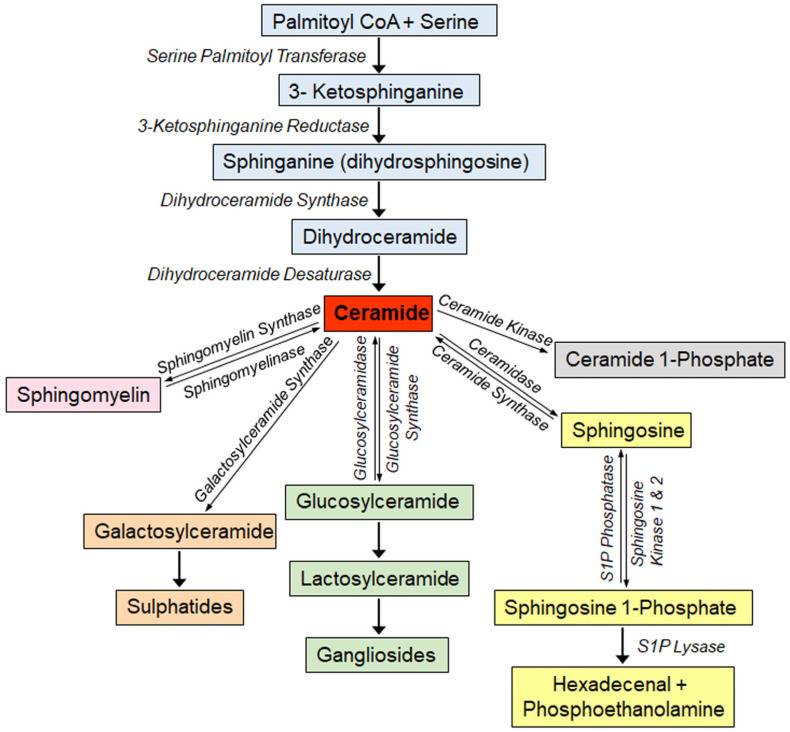 Palmitoyl CoA + Serine
Serine Palmitoyl Transferase
3- Ketosphinganine
3-Ketosphinganine Reductase
Sphinganine (dihydrosphingosine)
Dihydroceramide Synthase
Dihydroceramide
Dihydroceramide Desaturase
Ceramide
Ceramide Kinase
Ceramide 1-Phosphate
Sphingomyelin Synthase
Sphingomyelinase
Sphingomyelin
Galactosylceramide Synthase
Glucosylceramidase
Glucosylceramide
Synthase
Ceramidase
Ceramide Synthase
Sphingosine
Galactosylceramide
Sulphatides
Glucosylceramide
Lactosylceramide
Gangliosides
S1P Phosphatase
Sphingosine
Kinase 1 & 2
Sphingosine 1-Phosphate
S1P Lysase
Hexadecenal +
Phosphoethanolamine